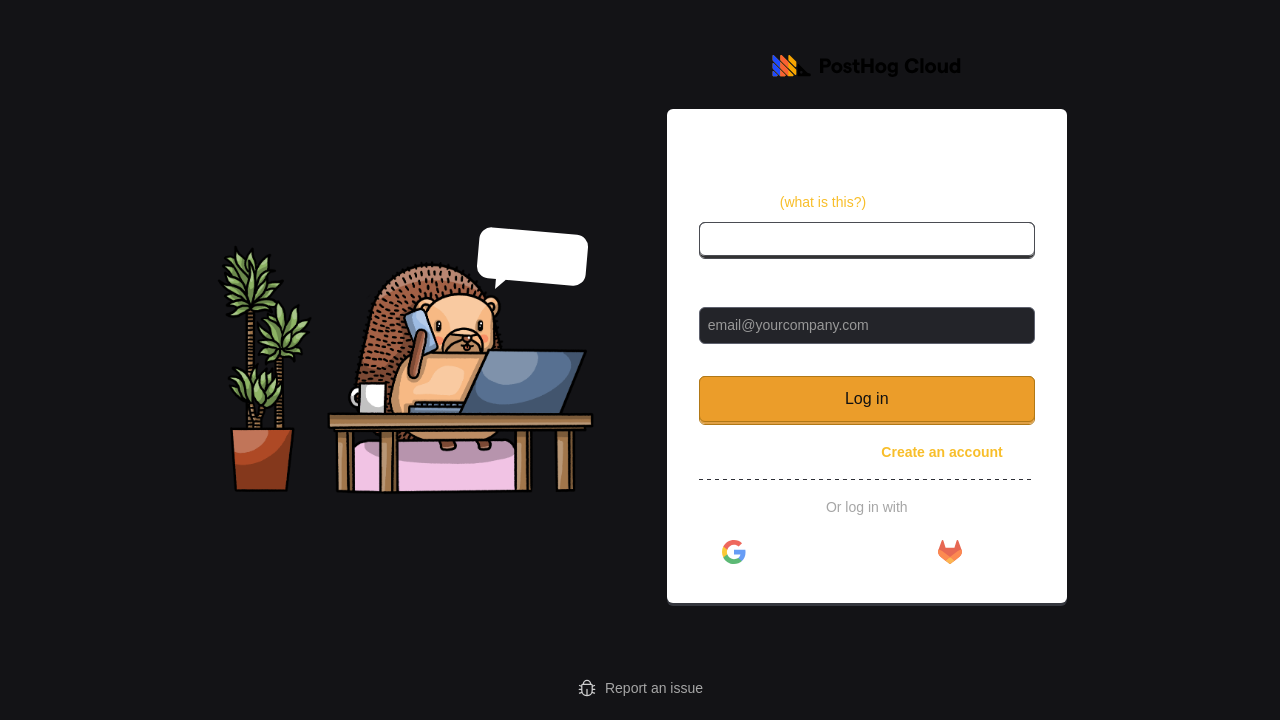 PostHog Cloud
(what is this?)
email@yourcompany.com
Log in
Create an account
Or log in with
Report an issue